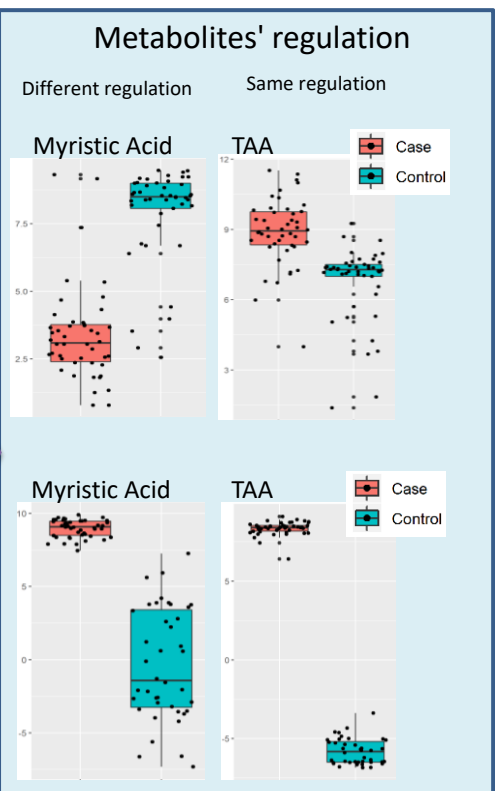 Metabolites' regulation
Different regulation
Same regulation
Myristic Acid
TAA
Case
Control
7.5
5.0
2.5
12
9
6
3
Myristic Acid
TAA
Case
Control
10
5
0
-5
5
0
-5